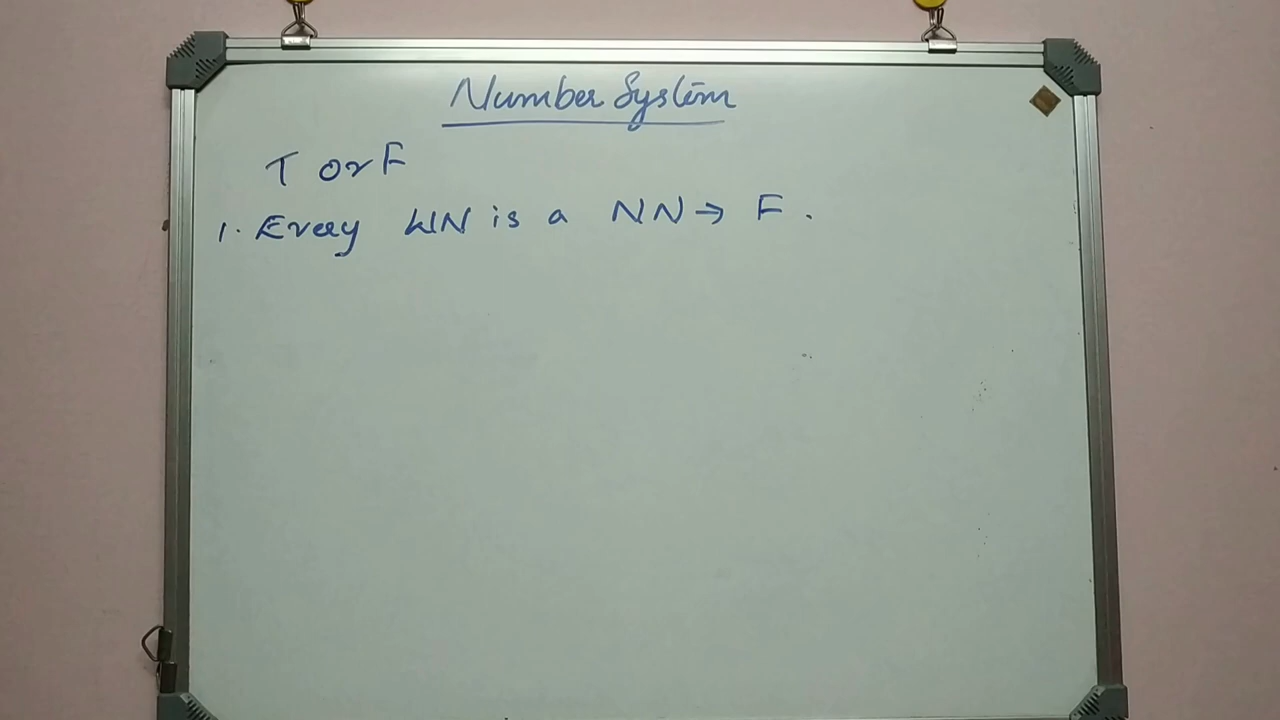 Number System
T or F
1. Every WN is a NN → F.